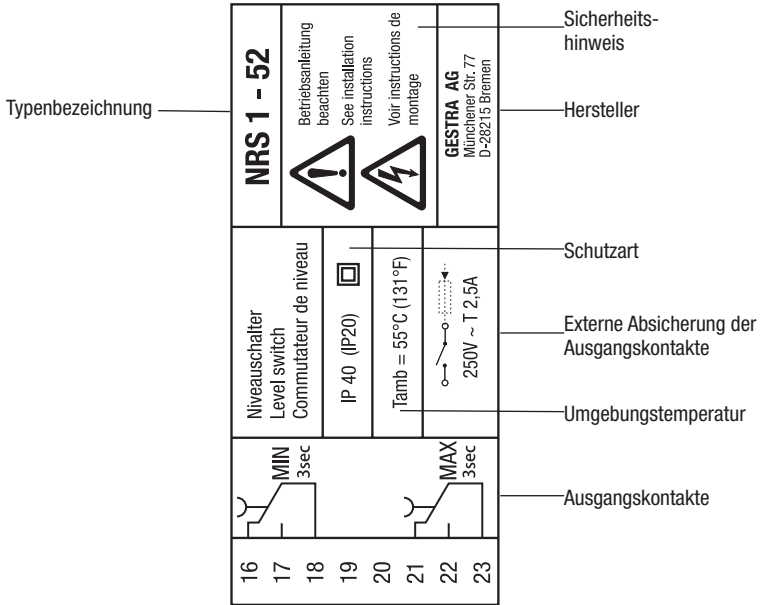 Typenbezeichnung
NRS 1 - 52
Betriebsanleitung
beachten
See installation
instructions
Voir instructions de
montage
GESTRA AG
Münchener Str. 77
D-28215 Bremen
Niveauschalter
Level switch
Commutateur de niveau
IP 40 (IP20)
Tamb = 55°C (131°F)
250V ~ T 2,5A
MIN
3sec
MAX
3sec
16
17
18
19
20
21
22
23
Sicherheits-
hinweis
Hersteller
Schutzart
Externe Absicherung der
Ausgangskontakte
Umgebungstemperatur
Ausgangskontakte